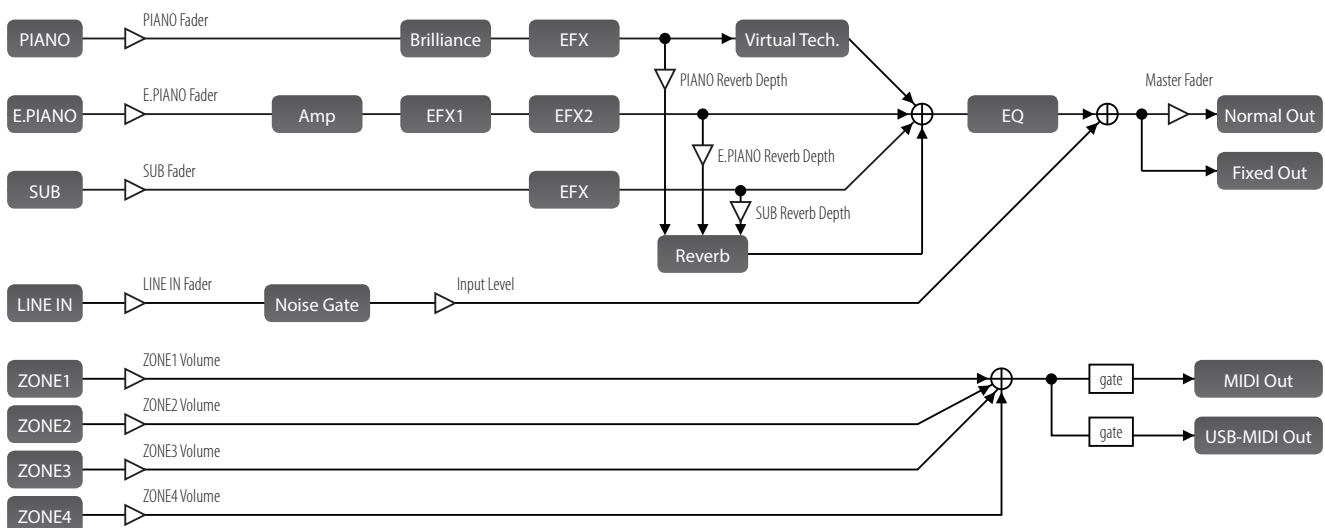 PIANO Fader
PIANO
Brilliance
EFX
Virtual Tech.
PIANO Reverb Depth
Master Fader
E.PIANO Fader
E.PIANO
Amp
EFX1
EFX2
EQ
Normal Out
E.PIANO Reverb Depth
SUB Fader
Fixed Out
SUB
EFX
SUB Reverb Depth
Reverb
LINE IN Fader
Input Level
LINE IN
Noise Gate
ZONE1 Volume
ZONE1
gate
MIDI Out
ZONE2 Volume
ZONE2
gate
USB-MIDI Out
ZONE3 Volume
ZONE3
ZONE4 Volume
ZONE4